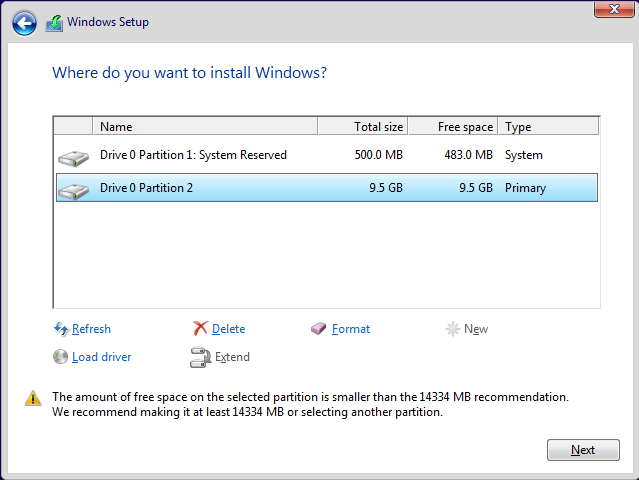 Windows Setup
Where do you want to install Windows?
Name Total size Free space Type
Drive 0 Partition 1: System Reserved 500.0 MB 483.0 MB System
Drive 0 Partition 2 9.5 GB 9.5 GB Primary
Refresh Delete Format New
Load driver Extend
The amount of free space on the selected partition is smaller than the 14334 MB recommendation.
We recommend making it at least 14334 MB or selecting another partition.
Next